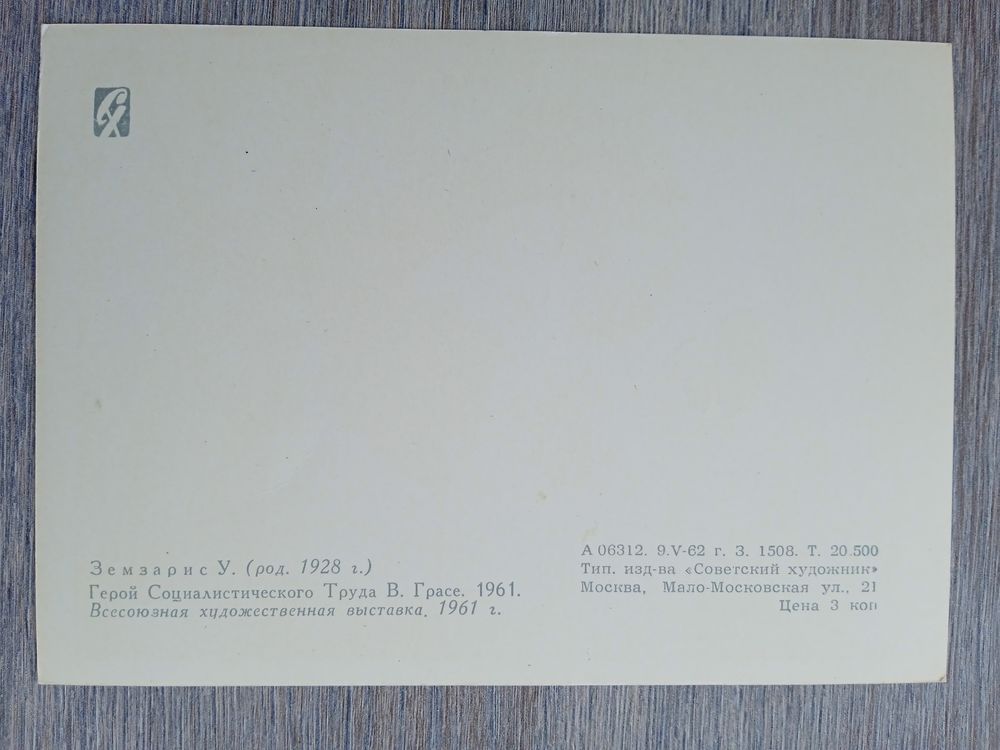 СХ
Земзарис У. (род. 1928 г.)
Герой Социалистического Труда В. Грасе. 1961.
Всесоюзная художественная выставка, 1961 г.
А 06312. 9.V-62 г. З. 1508. Т. 20.500
Тип. изд-ва «Советский художник»
Москва, Мало-Московская ул., 21
Цена 3 коп